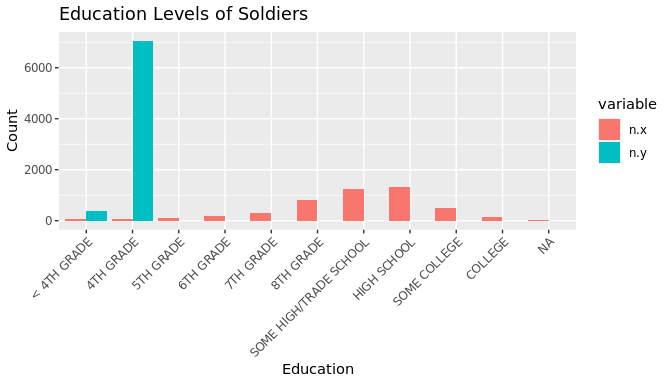 Education Levels of Soldiers
Count
6000
4000
2000
0
< 4TH GRADE
4TH GRADE
5TH GRADE
6TH GRADE
7TH GRADE
8TH GRADE
SOME HIGH/TRADE SCHOOL
HIGH SCHOOL
SOME COLLEGE
COLLEGE
NA
Education
variable
n.x
n.y